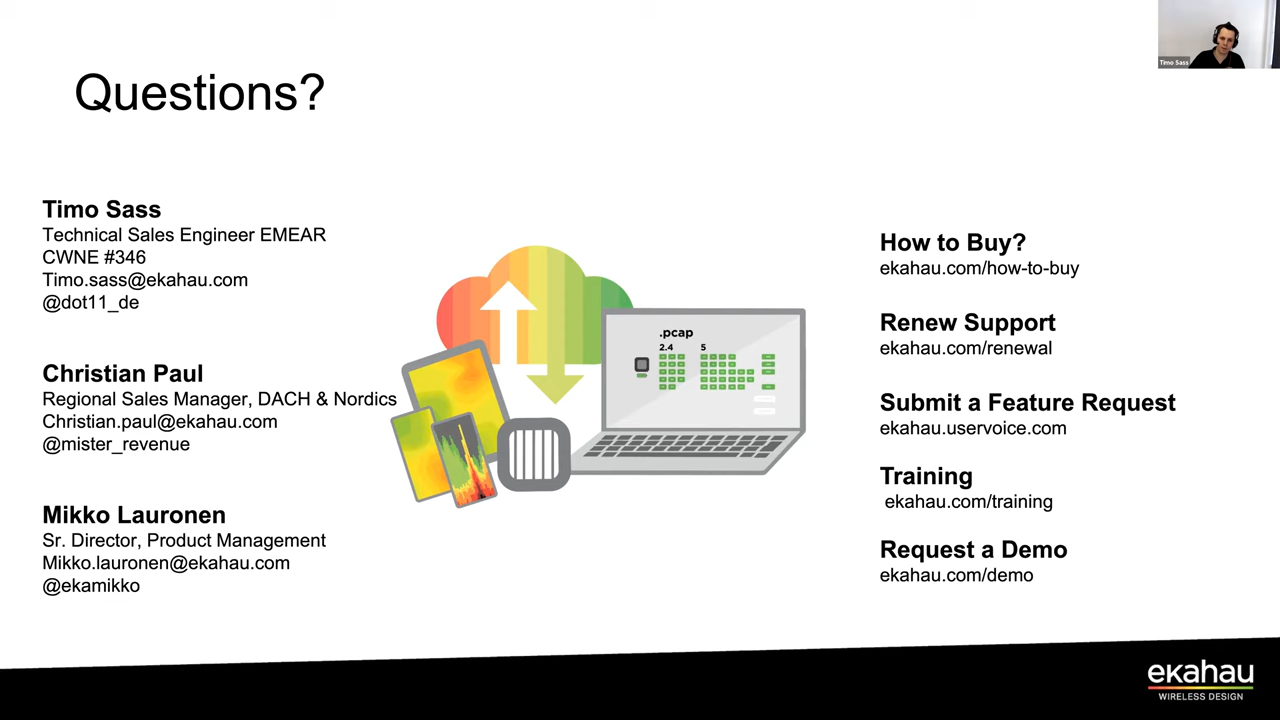 Timo Sass
Questions?
Timo Sass
Technical Sales Engineer EMEAR
CWNE #346
Timo.sass@ekahau.com
@dot11_de
Christian Paul
Regional Sales Manager, DACH & Nordics
Christian.paul@ekahau.com
@mister_revenue
Mikko Lauronen
Sr. Director, Product Management
Mikko.lauronen@ekahau.com
@ekamikko
.pcap
2.4 5
How to Buy?
ekahau.com/how-to-buy
Renew Support
ekahau.com/renewal
Submit a Feature Request
ekahau.uservoice.com
Training
ekahau.com/training
Request a Demo
ekahau.com/demo
ekahau
WIRELESS DESIGN